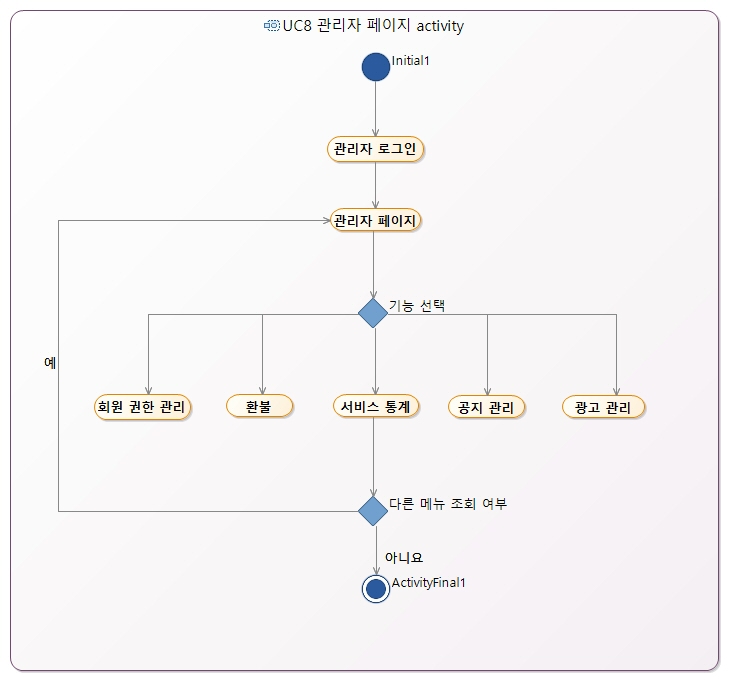 UC8 관리자 페이지 activity
Initial1
관리자 로그인
관리자 페이지
기능 선택
예
회원 권한 관리
환불
서비스 통계
공지 관리
광고 관리
다른 메뉴 조회 여부
아니요
ActivityFinal1